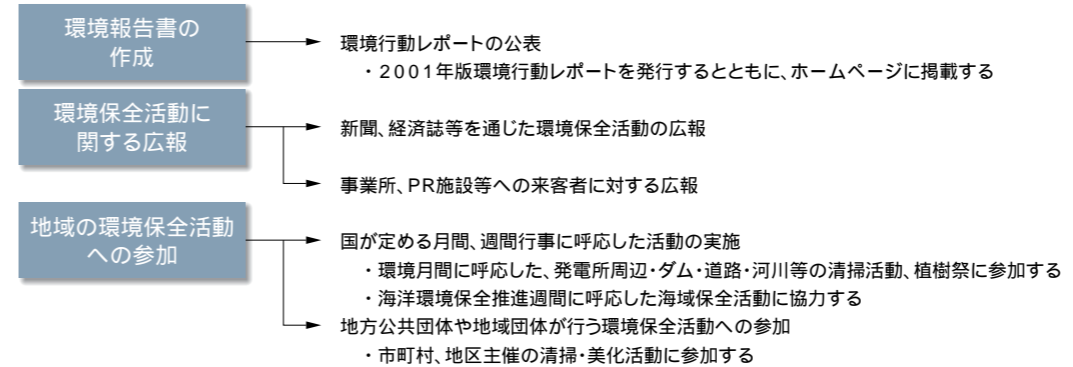 環境報告書の
作成
環境行動レポートの公表
・2001年版環境行動レポートを発行するとともに、ホームページに掲載する
環境保全活動に
関する広報
新聞、経済誌等を通じた環境保全活動の広報
事業所、PR施設等への来客者に対する広報
地域の環境保全活動
への参加
国が定める月間、週間行事に呼応した活動の実施
・環境月間に呼応した、発電所周辺・ダム・道路・河川等の清掃活動、植樹祭に参加する
・海洋環境保全推進週間に呼応した海域保全活動に協力する
地方公共団体や地域団体が行う環境保全活動への参加
・市町村、地区主催の清掃・美化活動に参加する